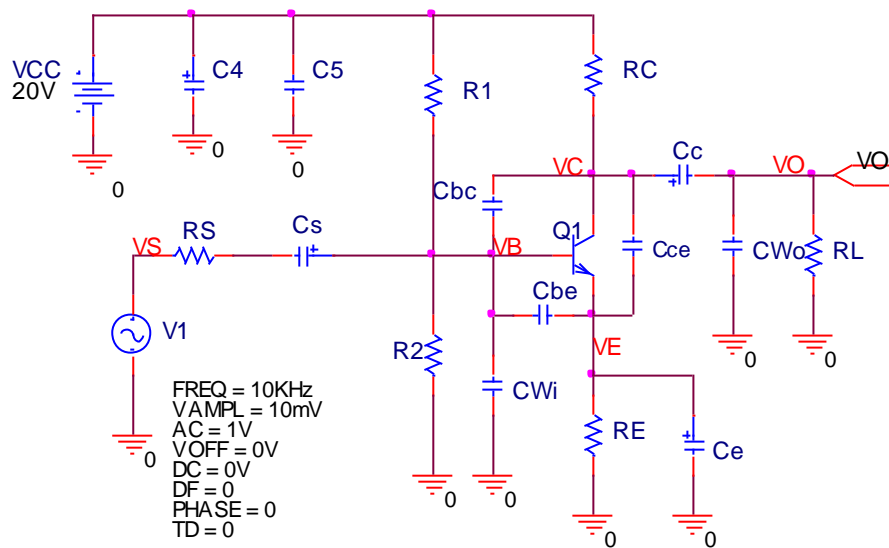 VCC
20V
C4
C5
R1
RC
0
0
0
VC
Cc
VO
VO
Cbc
VS
RS
Cs
VB
Q1
Cce
CWo
RL
Cbe
V1
R2
VE
CWi
0
0
FREQ = 10KHz
VAMPL = 10mV
AC = 1V
VOFF = 0V
DC = 0V
DF = 0
PHASE = 0
TD = 0
RE
Ce
0
0
0
0
0